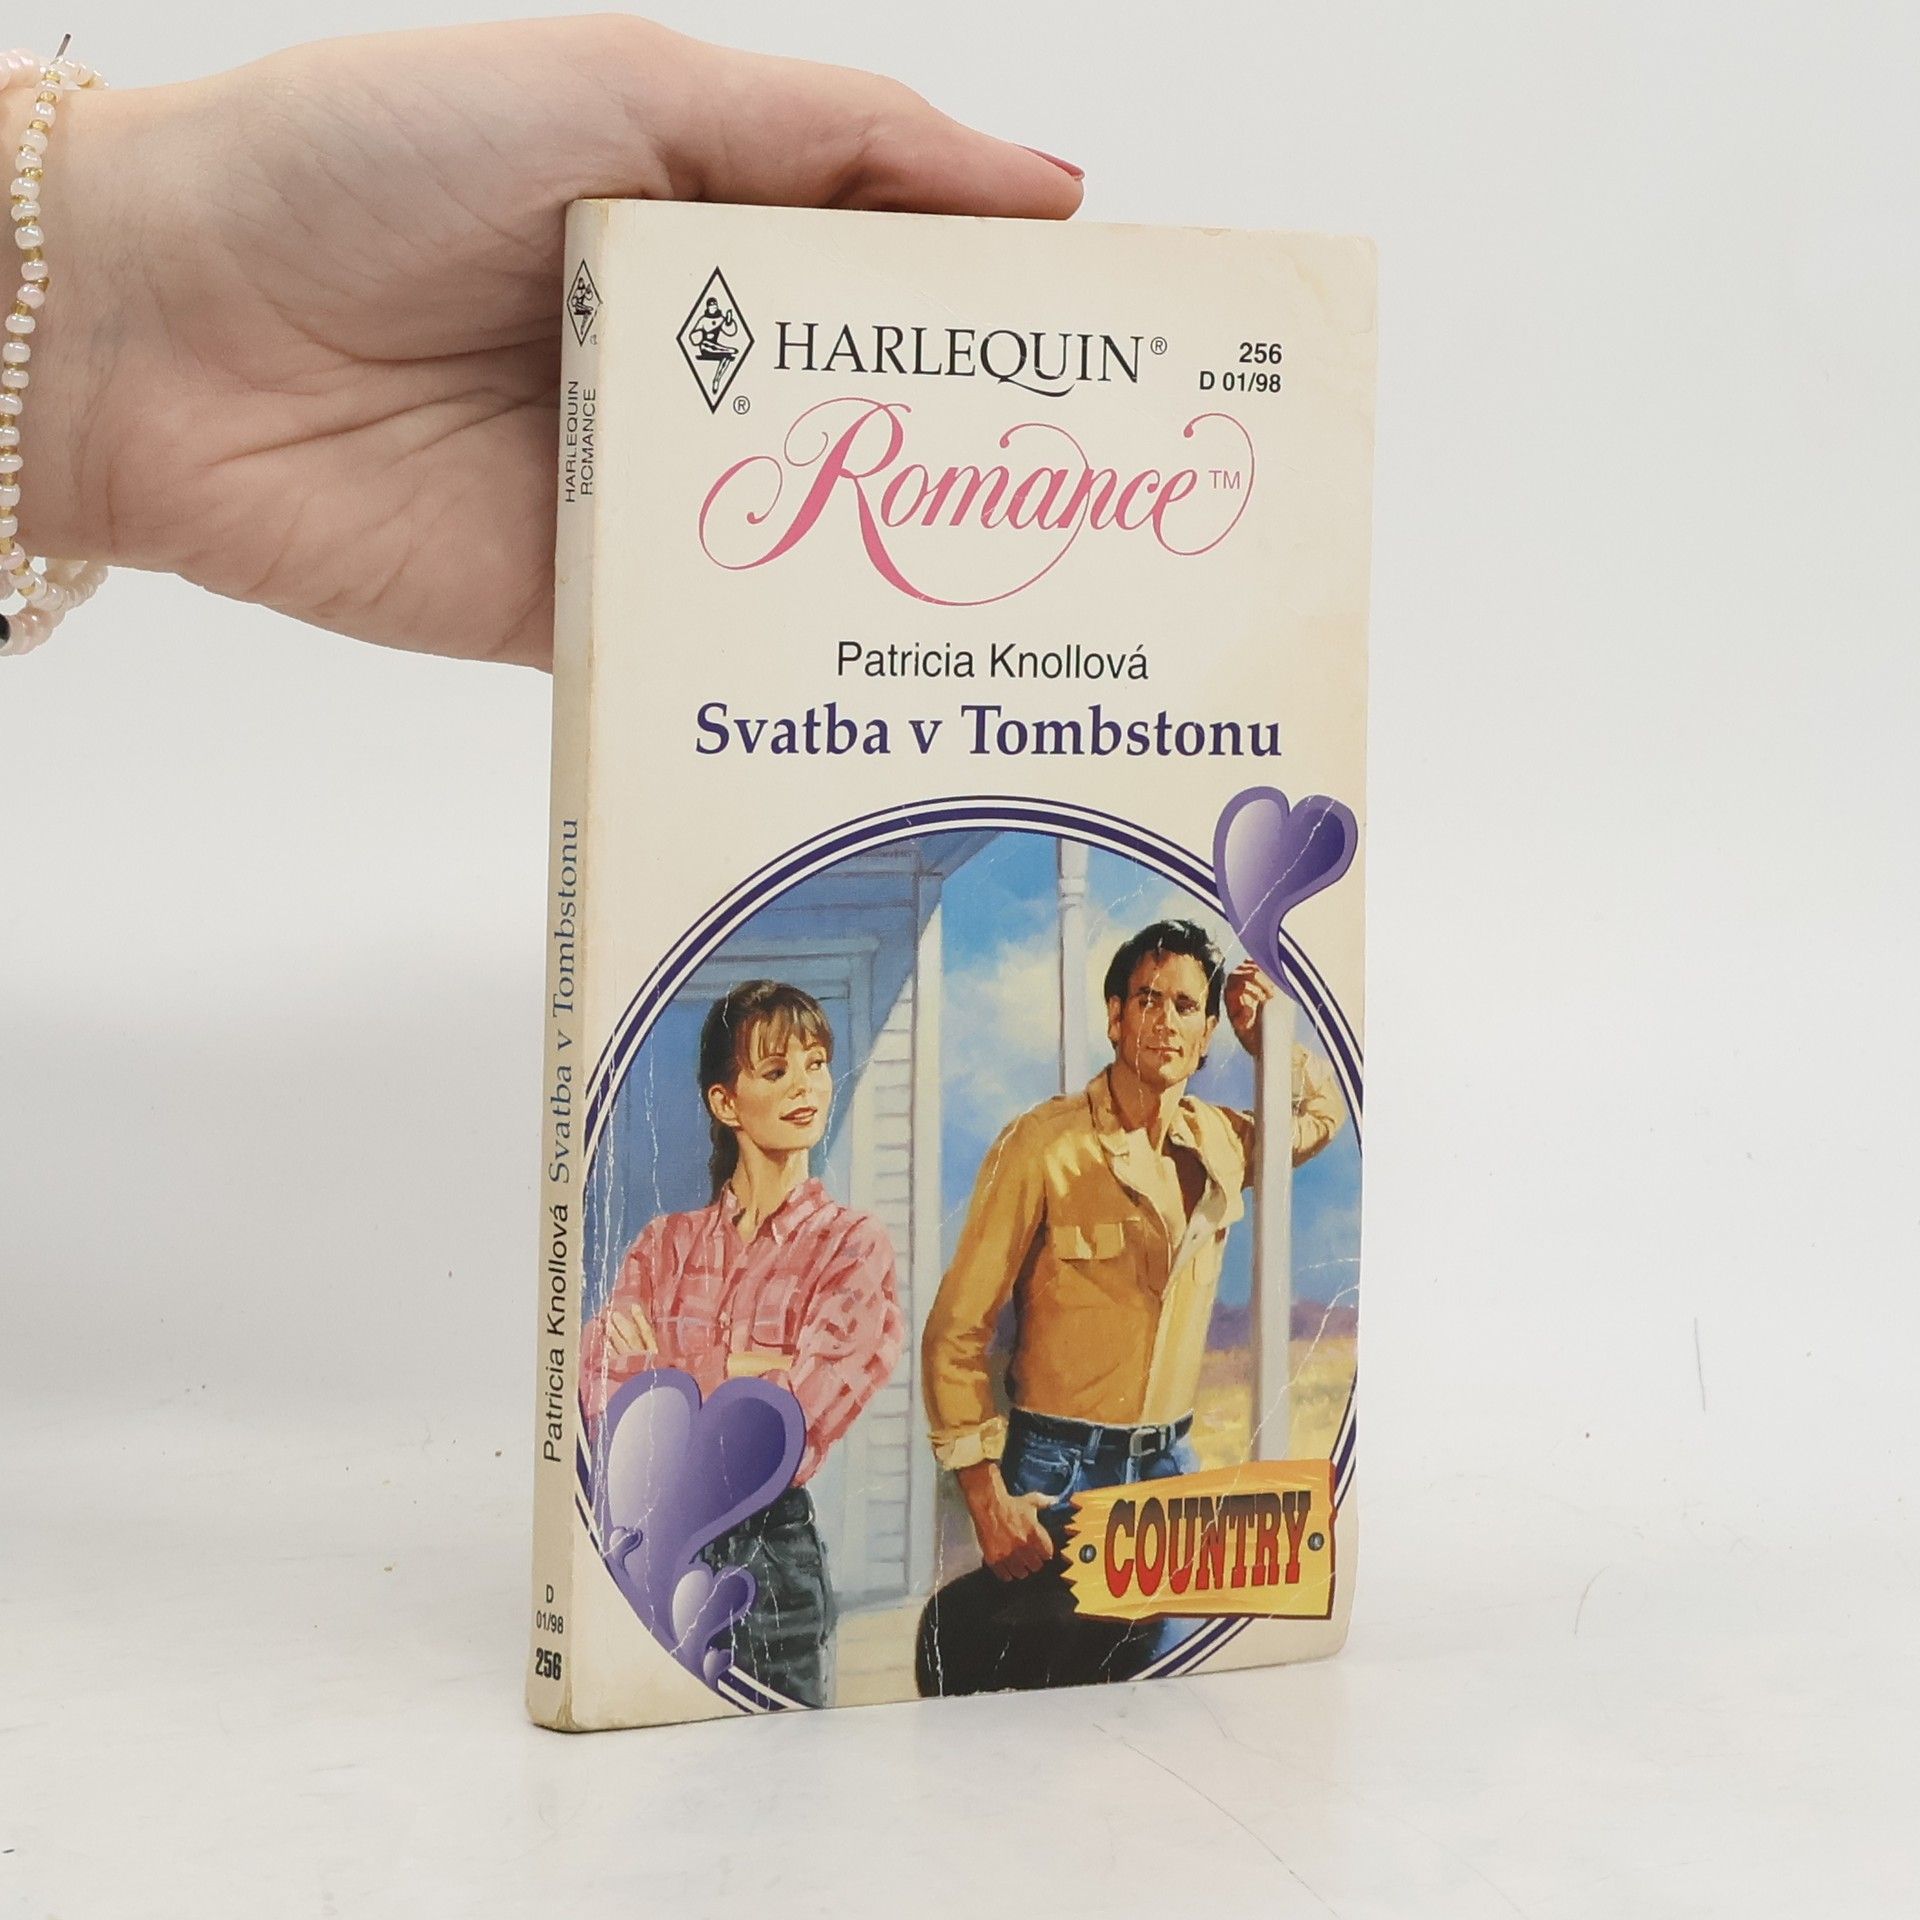 HARLEQUIN®
256
D 01/98
®
Romance™
Patricia Knollová
Svatba v Tombstonu
COUNTRY
HARLEQUIN
ROMANCE
Patricia Knollová Svatba v Tombstonu
D
01/98
256